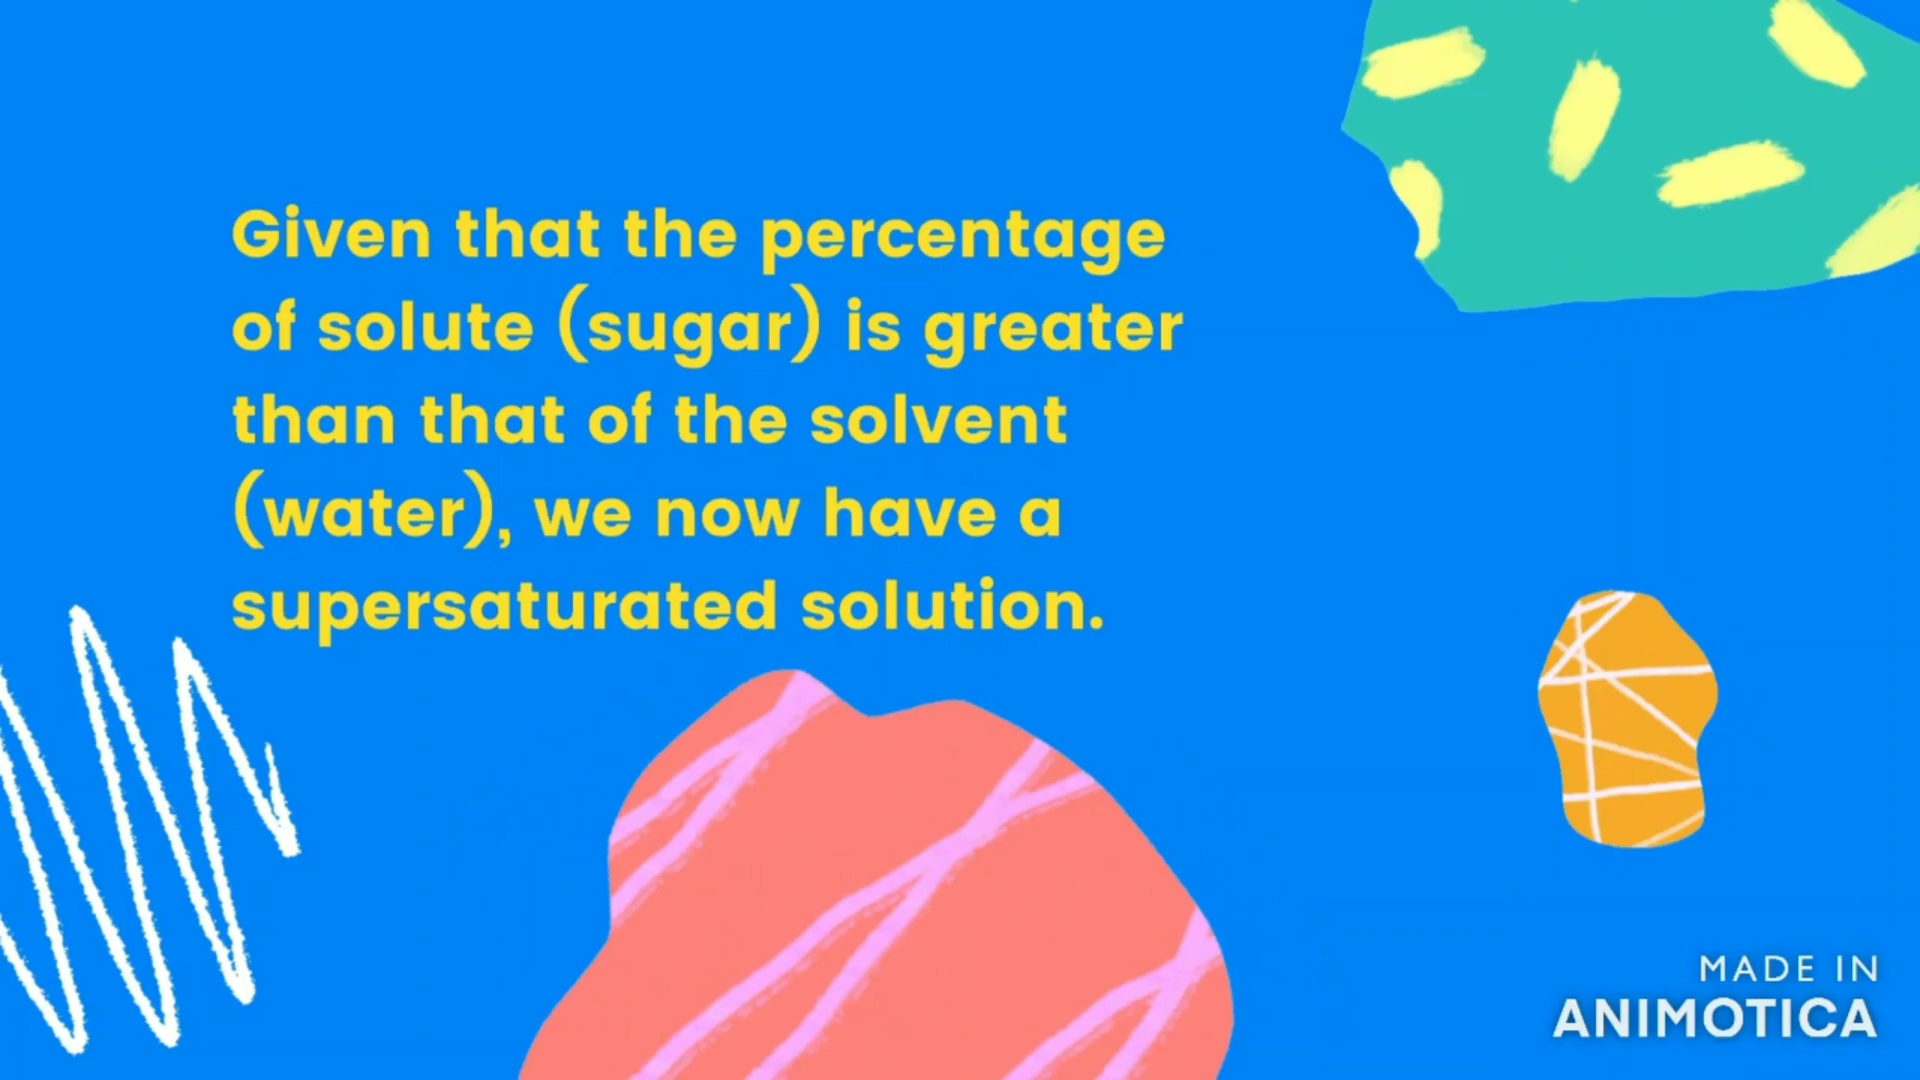 Given that the percentage
of solute (sugar) is greater
than that of the solvent
(water), we now have a
supersaturated solution.
MADE IN
ANIMOTICA